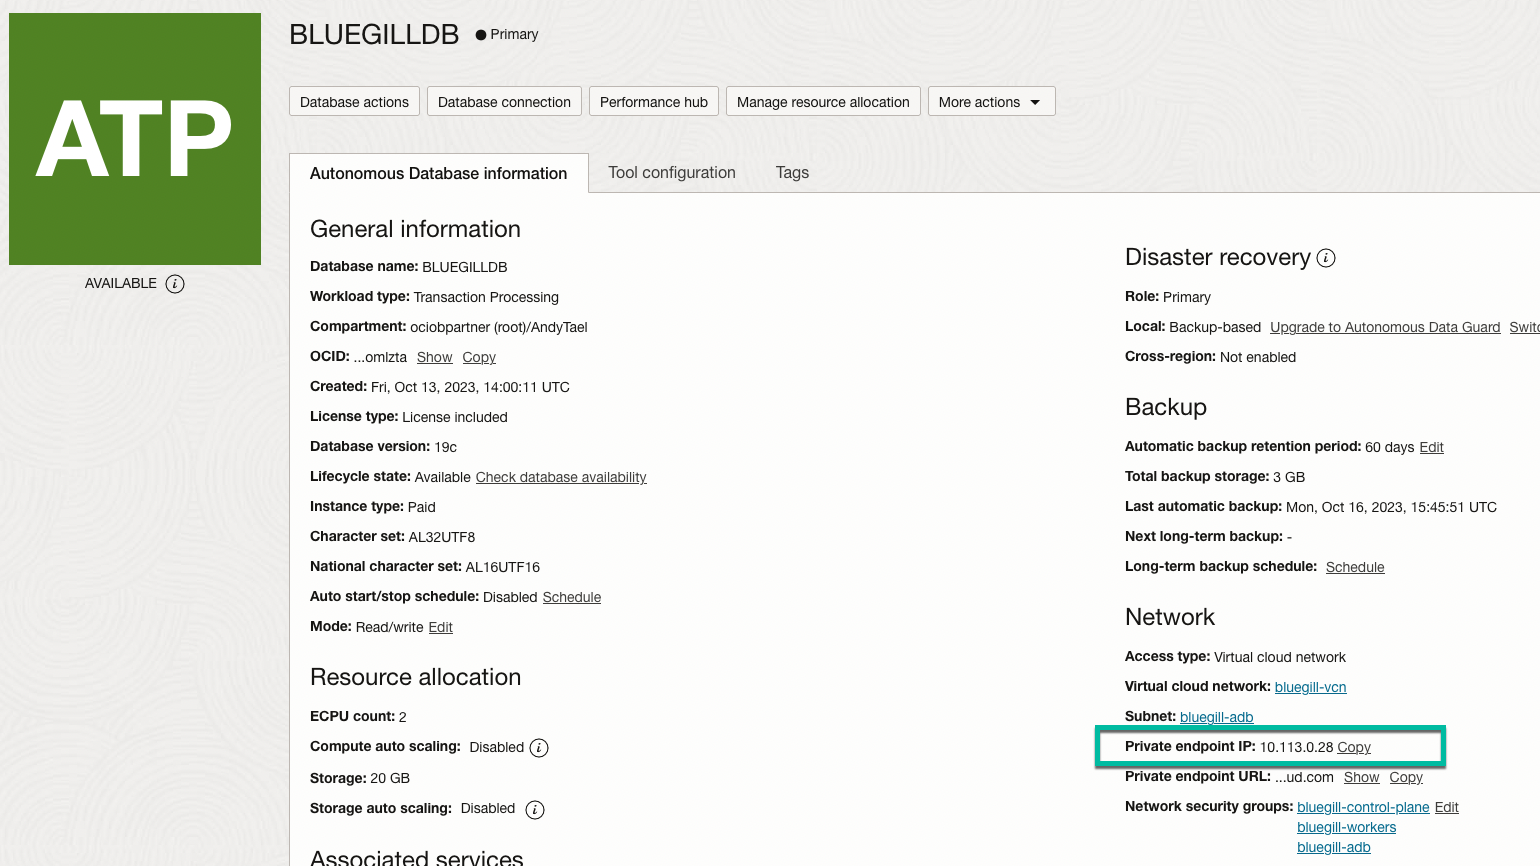 ATP
AVAILABLE
BLUEGILLDB Primary
Database actions Database connection Performance hub Manage resource allocation More actions
Autonomous Database information Tool configuration Tags
General information
Database name: BLUEGILLDB
Workload type: Transaction Processing
Compartment: ociobpartner (root)/AndyTael
OCID: ...omlzta Show Copy
Created: Fri, Oct 13, 2023, 14:00:11 UTC
License type: License included
Database version: 19c
Lifecycle state: Available Check database availability
Instance type: Paid
Character set: AL32UTF8
National character set: AL16UTF16
Auto start/stop schedule: Disabled Schedule
Mode: Read/write Edit
Resource allocation
ECPU count: 2
Compute auto scaling: Disabled
Storage: 20 GB
Storage auto scaling: Disabled
Associated services
Disaster recovery
Role: Primary
Local: Backup-based Upgrade to Autonomous Data Guard
Cross-region: Not enabled
Backup
Automatic backup retention period: 60 days Edit
Total backup storage: 3 GB
Last automatic backup: Mon, Oct 16, 2023, 15:45:51 UTC
Next long-term backup: -
Long-term backup schedule: Schedule
Network
Access type: Virtual cloud network
Virtual cloud network: bluegill-vcn
Subnet: bluegill-adb
Private endpoint IP: 10.113.0.28 Copy
Private endpoint URL: ...ud.com Show Copy
Network security groups: bluegill-control-plane Edit
bluegill-workers
bluegill-adb